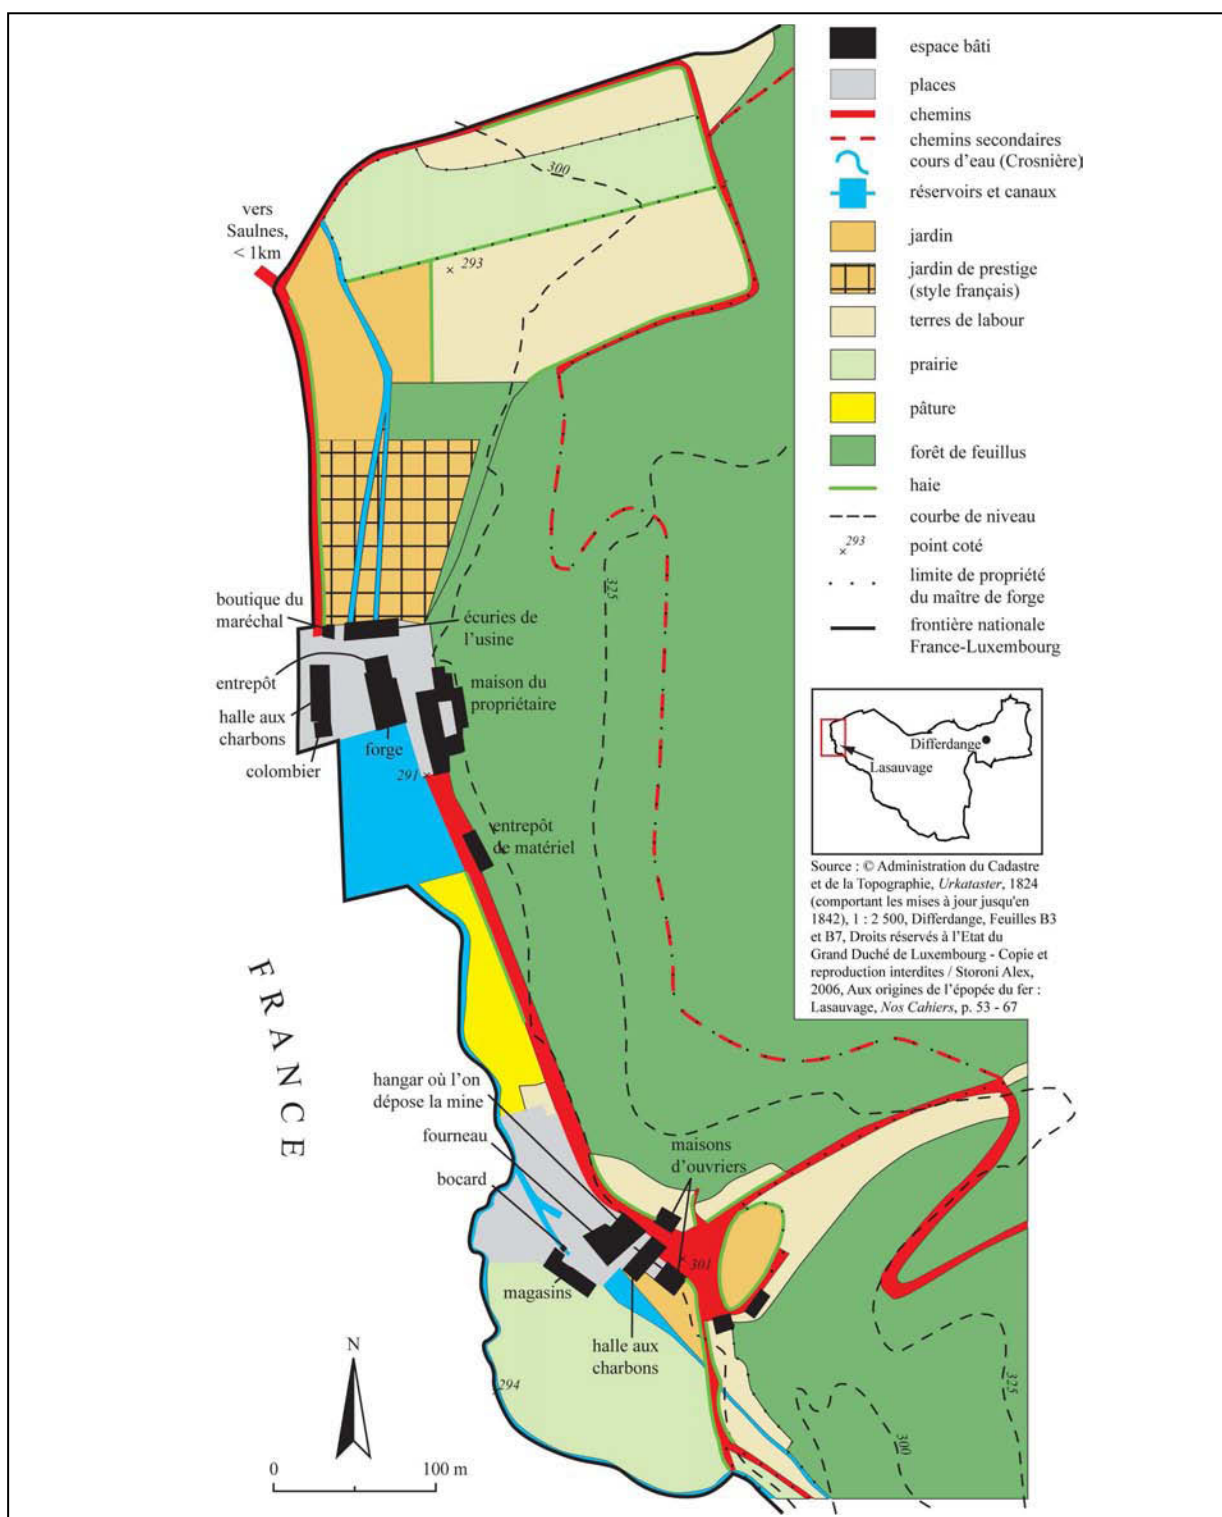 espace bâti
places
chemins
chemins secondaires
cours d'eau (Crosnière)
réservoirs et canaux
jardin
jardin de prestige
(style français)
terres de labour
prairie
pâture
forêt de feuillus
haie
courbe de niveau
293
point coté
limite de propriété
du maître de forge
frontière nationale
France-Luxembourg
300
vers
Saulnes,
< 1km
293
325
boutique du
maréchal
écuries de
l'usine
entrepôt
maison du
propriétaire
halle aux
charbons
forge
colombier
291
entrepôt
de matériel
Differdange
Lasauvage
Source : © Administration du Cadastre
et de la Topographie, Urkataster, 1824
(comportant les mises à jour jusqu'en
1842), 1 : 2 500, Differdange, Feuilles B3
et B7, Droits réservés à l'Etat du
Grand Duché de Luxembourg - Copie et
reproduction interdites / Storoni Alex,
2006, Aux origines de l'épopée du fer :
Lasauvage, Nos Cahiers, p. 53 - 67
FRANCE
hangar où l'on
dépose la mine
fourneau
bocard
maisons
d'ouvriers
301
magasins
halle aux
charbons
294
325
300
N
0 100 m